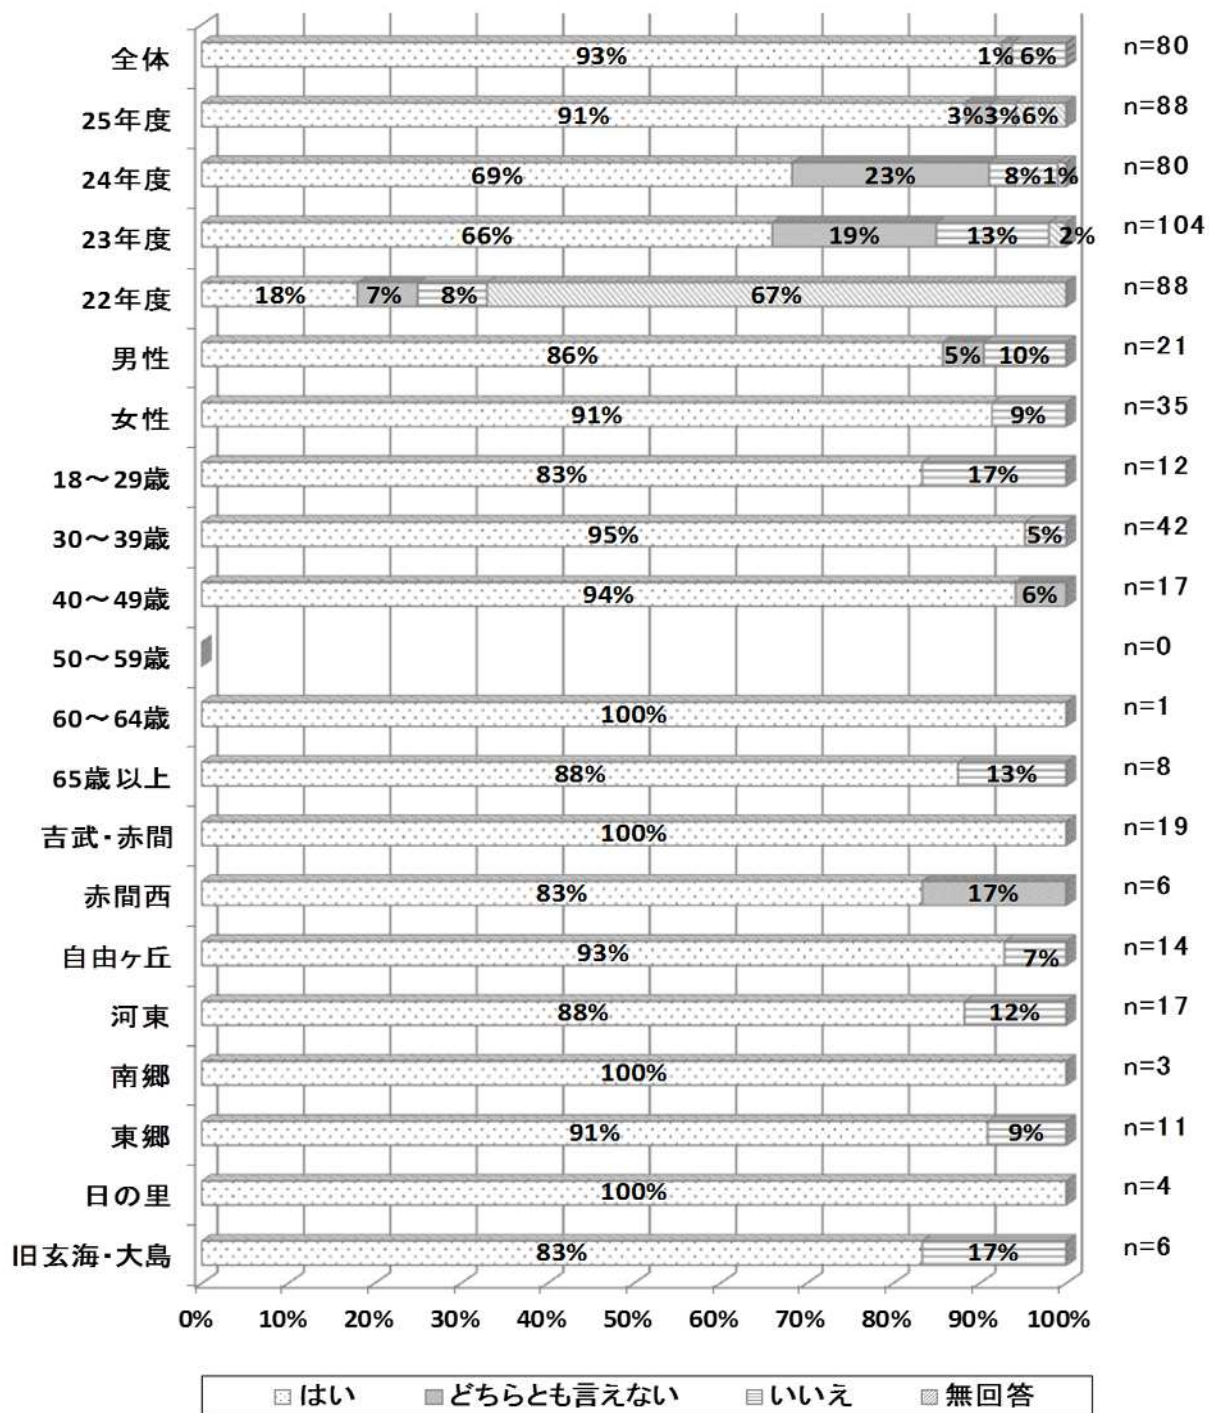 全体 93% 1% 6% n=80
25年度 91% 3% 3% 6% n=88
24年度 69% 23% 8% 1% n=80
23年度 66% 19% 13% 2% n=104
22年度 18% 7% 8% 67% n=88
男性 86% 5% 10% n=21
女性 91% 9% n=35
18～29歳 83% 17% n=12
30～39歳 95% 5% n=42
40～49歳 94% 6% n=17
50～59歳 n=0
60～64歳 100% n=1
65歳以上 88% 13% n=8
吉武・赤間 100% n=19
赤間西 83% 17% n=6
自由ヶ丘 93% 7% n=14
河東 88% 12% n=17
南郷 100% n=3
東郷 91% 9% n=11
日の里 100% n=4
旧玄海・大島 83% 17% n=6
0% 10% 20% 30% 40% 50% 60% 70% 80% 90% 100%
はい どちらとも言えない いいえ 無回答